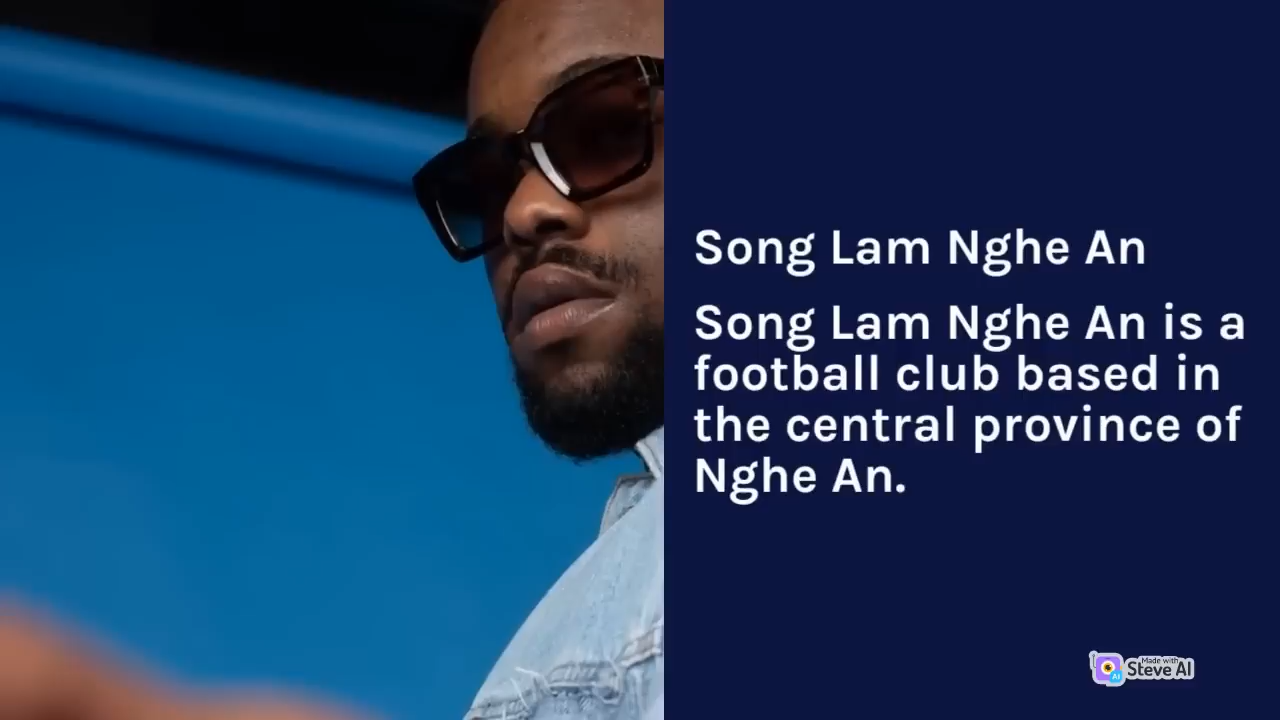 Song Lam Nghe An
Song Lam Nghe An is a
football club based in
the central province of
Nghe An.
Made with
Steve AI
AI